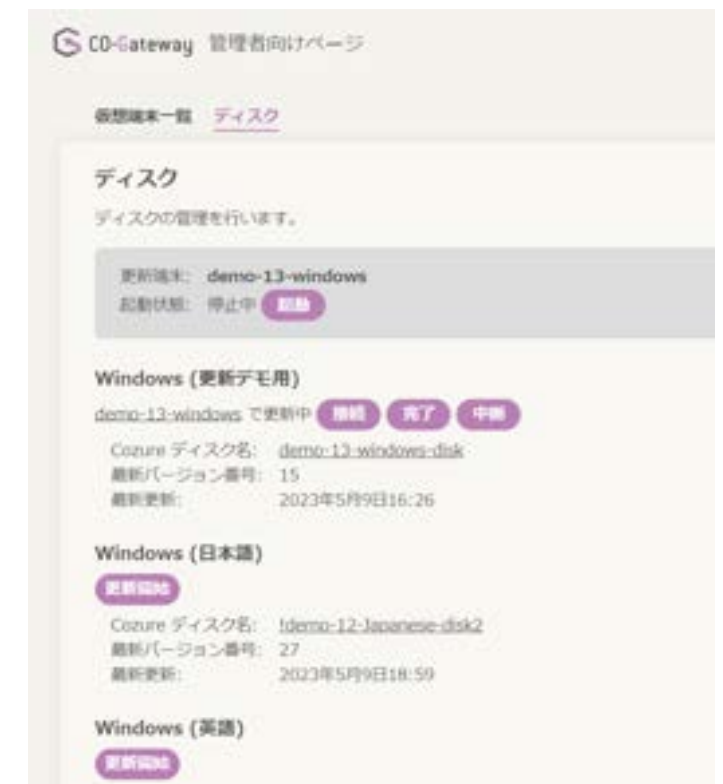 CO-Gateway 管理者向けページ
仮想端末一覧 ディスク
ディスク
ディスクの管理を行います。
更新端末: demo-13-windows
起動状態: 停止中 起動
Windows (更新デモ用)
demo-13-windows で更新中 接続 完了 中断
Cozure ディスク名: demo-13-windows-disk
最新バージョン番号: 15
最新更新: 2023年5月9日16:26
Windows (日本語)
更新開始
Cozure ディスク名: !demo-12-Japanese-disk2
最新バージョン番号: 27
最新更新: 2023年5月9日18:59
Windows (英語)
更新開始